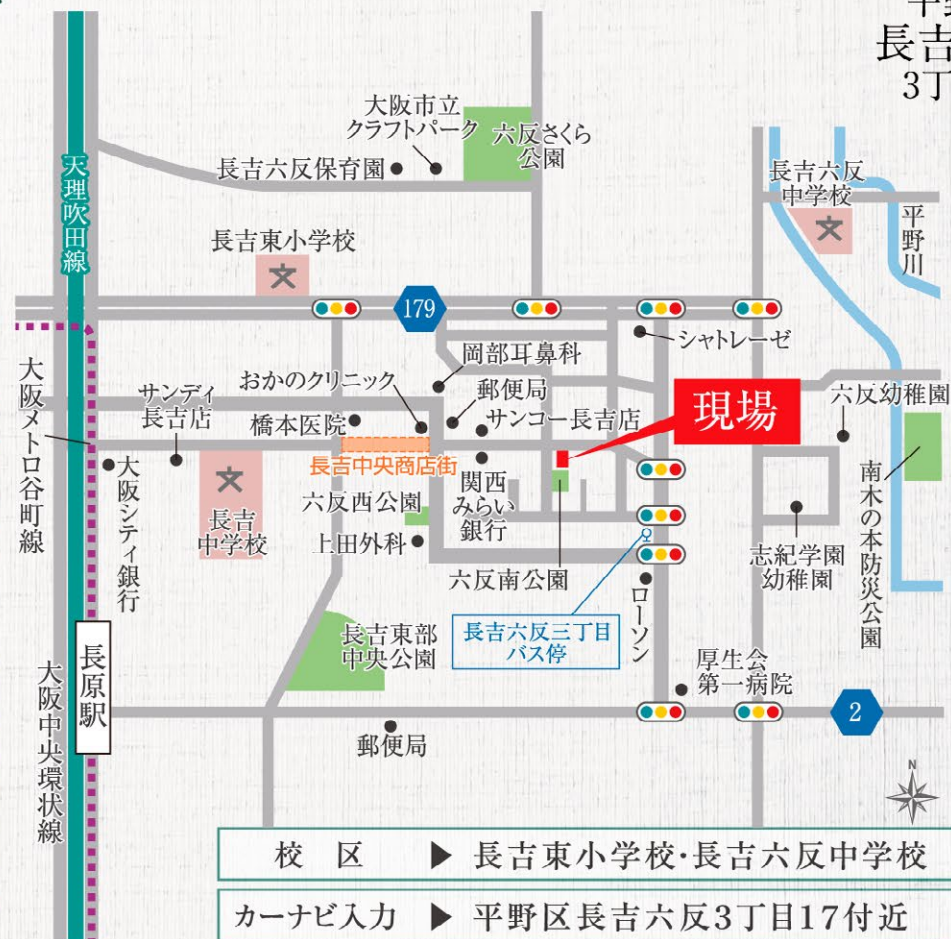 長吉
3丁
大阪市立
クラフトパーク
六反さくら
公園
長吉六反保育園
天理吹田線
長吉六反
中学校
平野川
長吉東小学校
179
シャトレーゼ
岡部耳鼻科
おかのクリニック
郵便局
サンコー長吉店
現場
六反幼稚園
大阪メトロ谷町線
サンディ
長吉店
橋本医院
長吉中央商店街
関西
みらい
銀行
大阪シティ銀行
長吉
中学校
六反西公園
上田外科
六反南公園
志紀学園
幼稚園
南木の本防災公園
ローソン
長吉六反三丁目
バス停
長吉東部
中央公園
長原駅
厚生会
第一病院
2
大阪中央環状線
郵便局
N
校区 ▶ 長吉東小学校・長吉六反中学校
カーナビ入力 ▶ 平野区長吉六反3丁目17付近